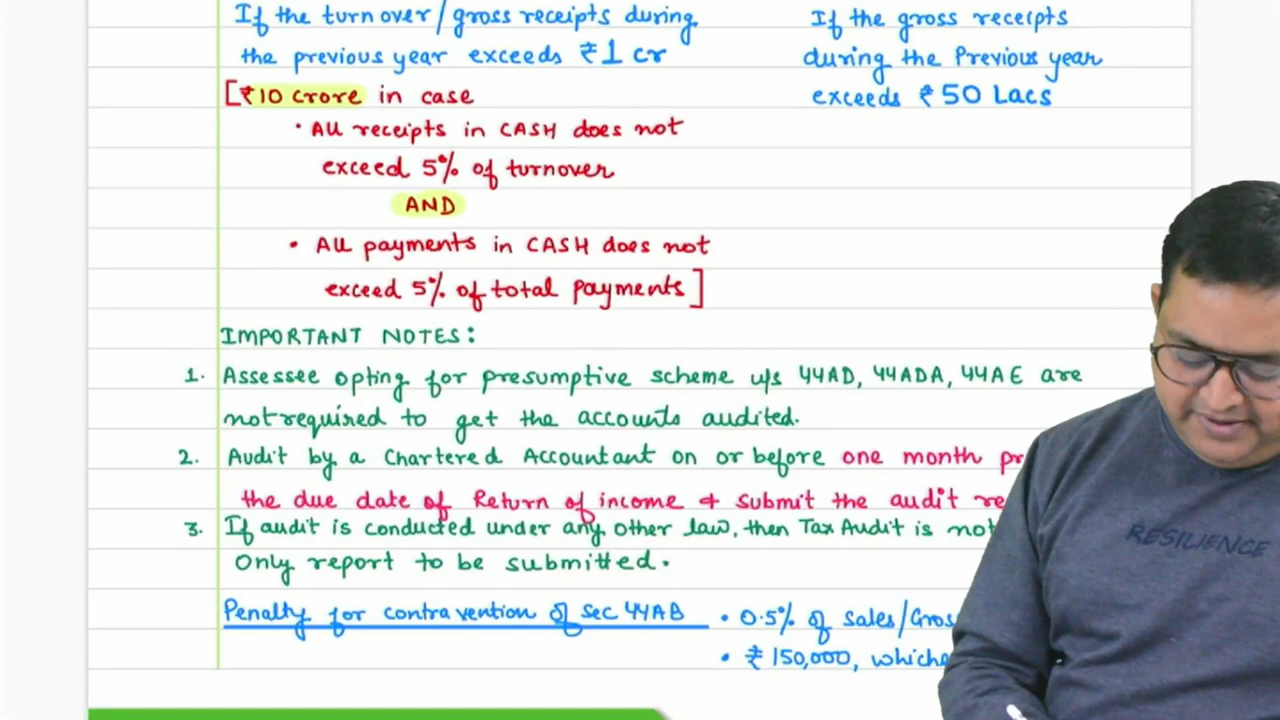 If the turnover/gross receipts during
the previous year exceeds ₹1 cr
[₹10 crore in case
• All receipts in CASH does not
exceed 5% of turnover
AND
• All payments in CASH does not
exceed 5% of total payments]
If the gross receipts
during the Previous year
exceeds ₹50 Lacs
IMPORTANT NOTES:
1. Assessee opting for presumptive scheme u/s 44AD, 44ADA, 44AE are
not required to get the accounts audited.
2. Audit by a Chartered Accountant on or before one month
the due date of Return of income & submit the audit
3. If audit is conducted under any other law, then Tax Audit is not
Only report to be submitted.
Penalty for contravention of Sec 44AB • 0.5% of sales/
• ₹150,000,
RESILIENCE